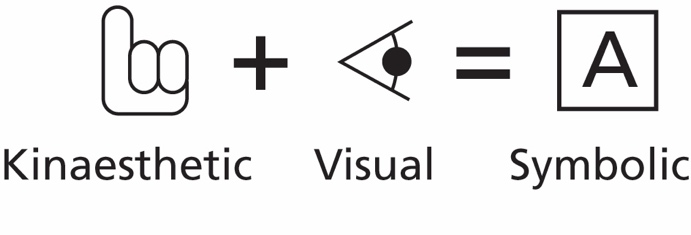 + = A
Kinaesthetic Visual Symbolic